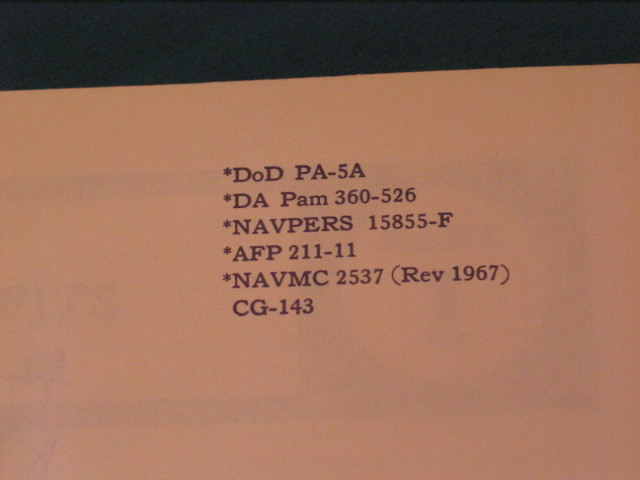 *DoD PA-5A
*DA Pam 360-526
*NAVPERS 15855-F
*AFP 211-11
*NAVMC 2537 (Rev 1967)
CG-143